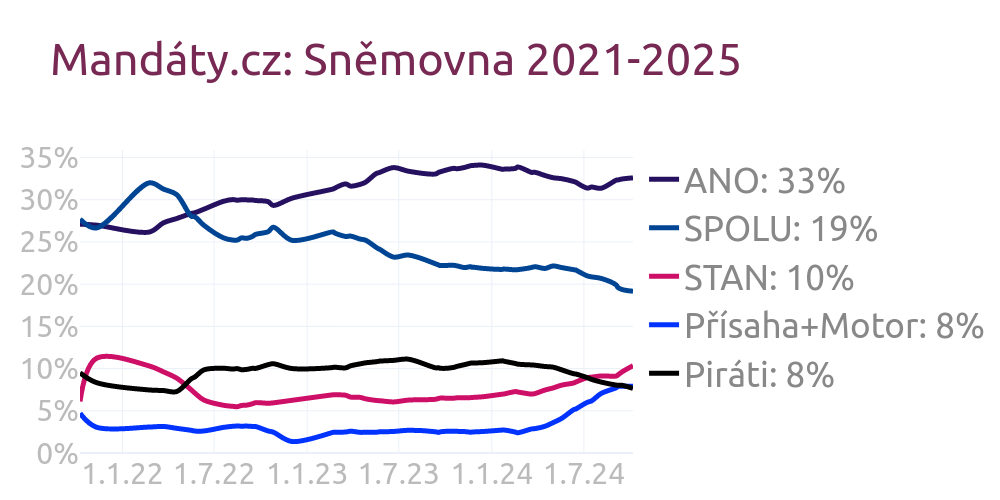 Mandáty.cz: Sněmovna 2021-2025
35%
30%
25%
20%
15%
10%
5%
0%
1.1.22 1.7.22 1.1.23 1.7.23 1.1.24 1.7.24
ANO: 33%
SPOLU: 19%
STAN: 10%
Přísaha+Motor: 8%
Piráti: 8%